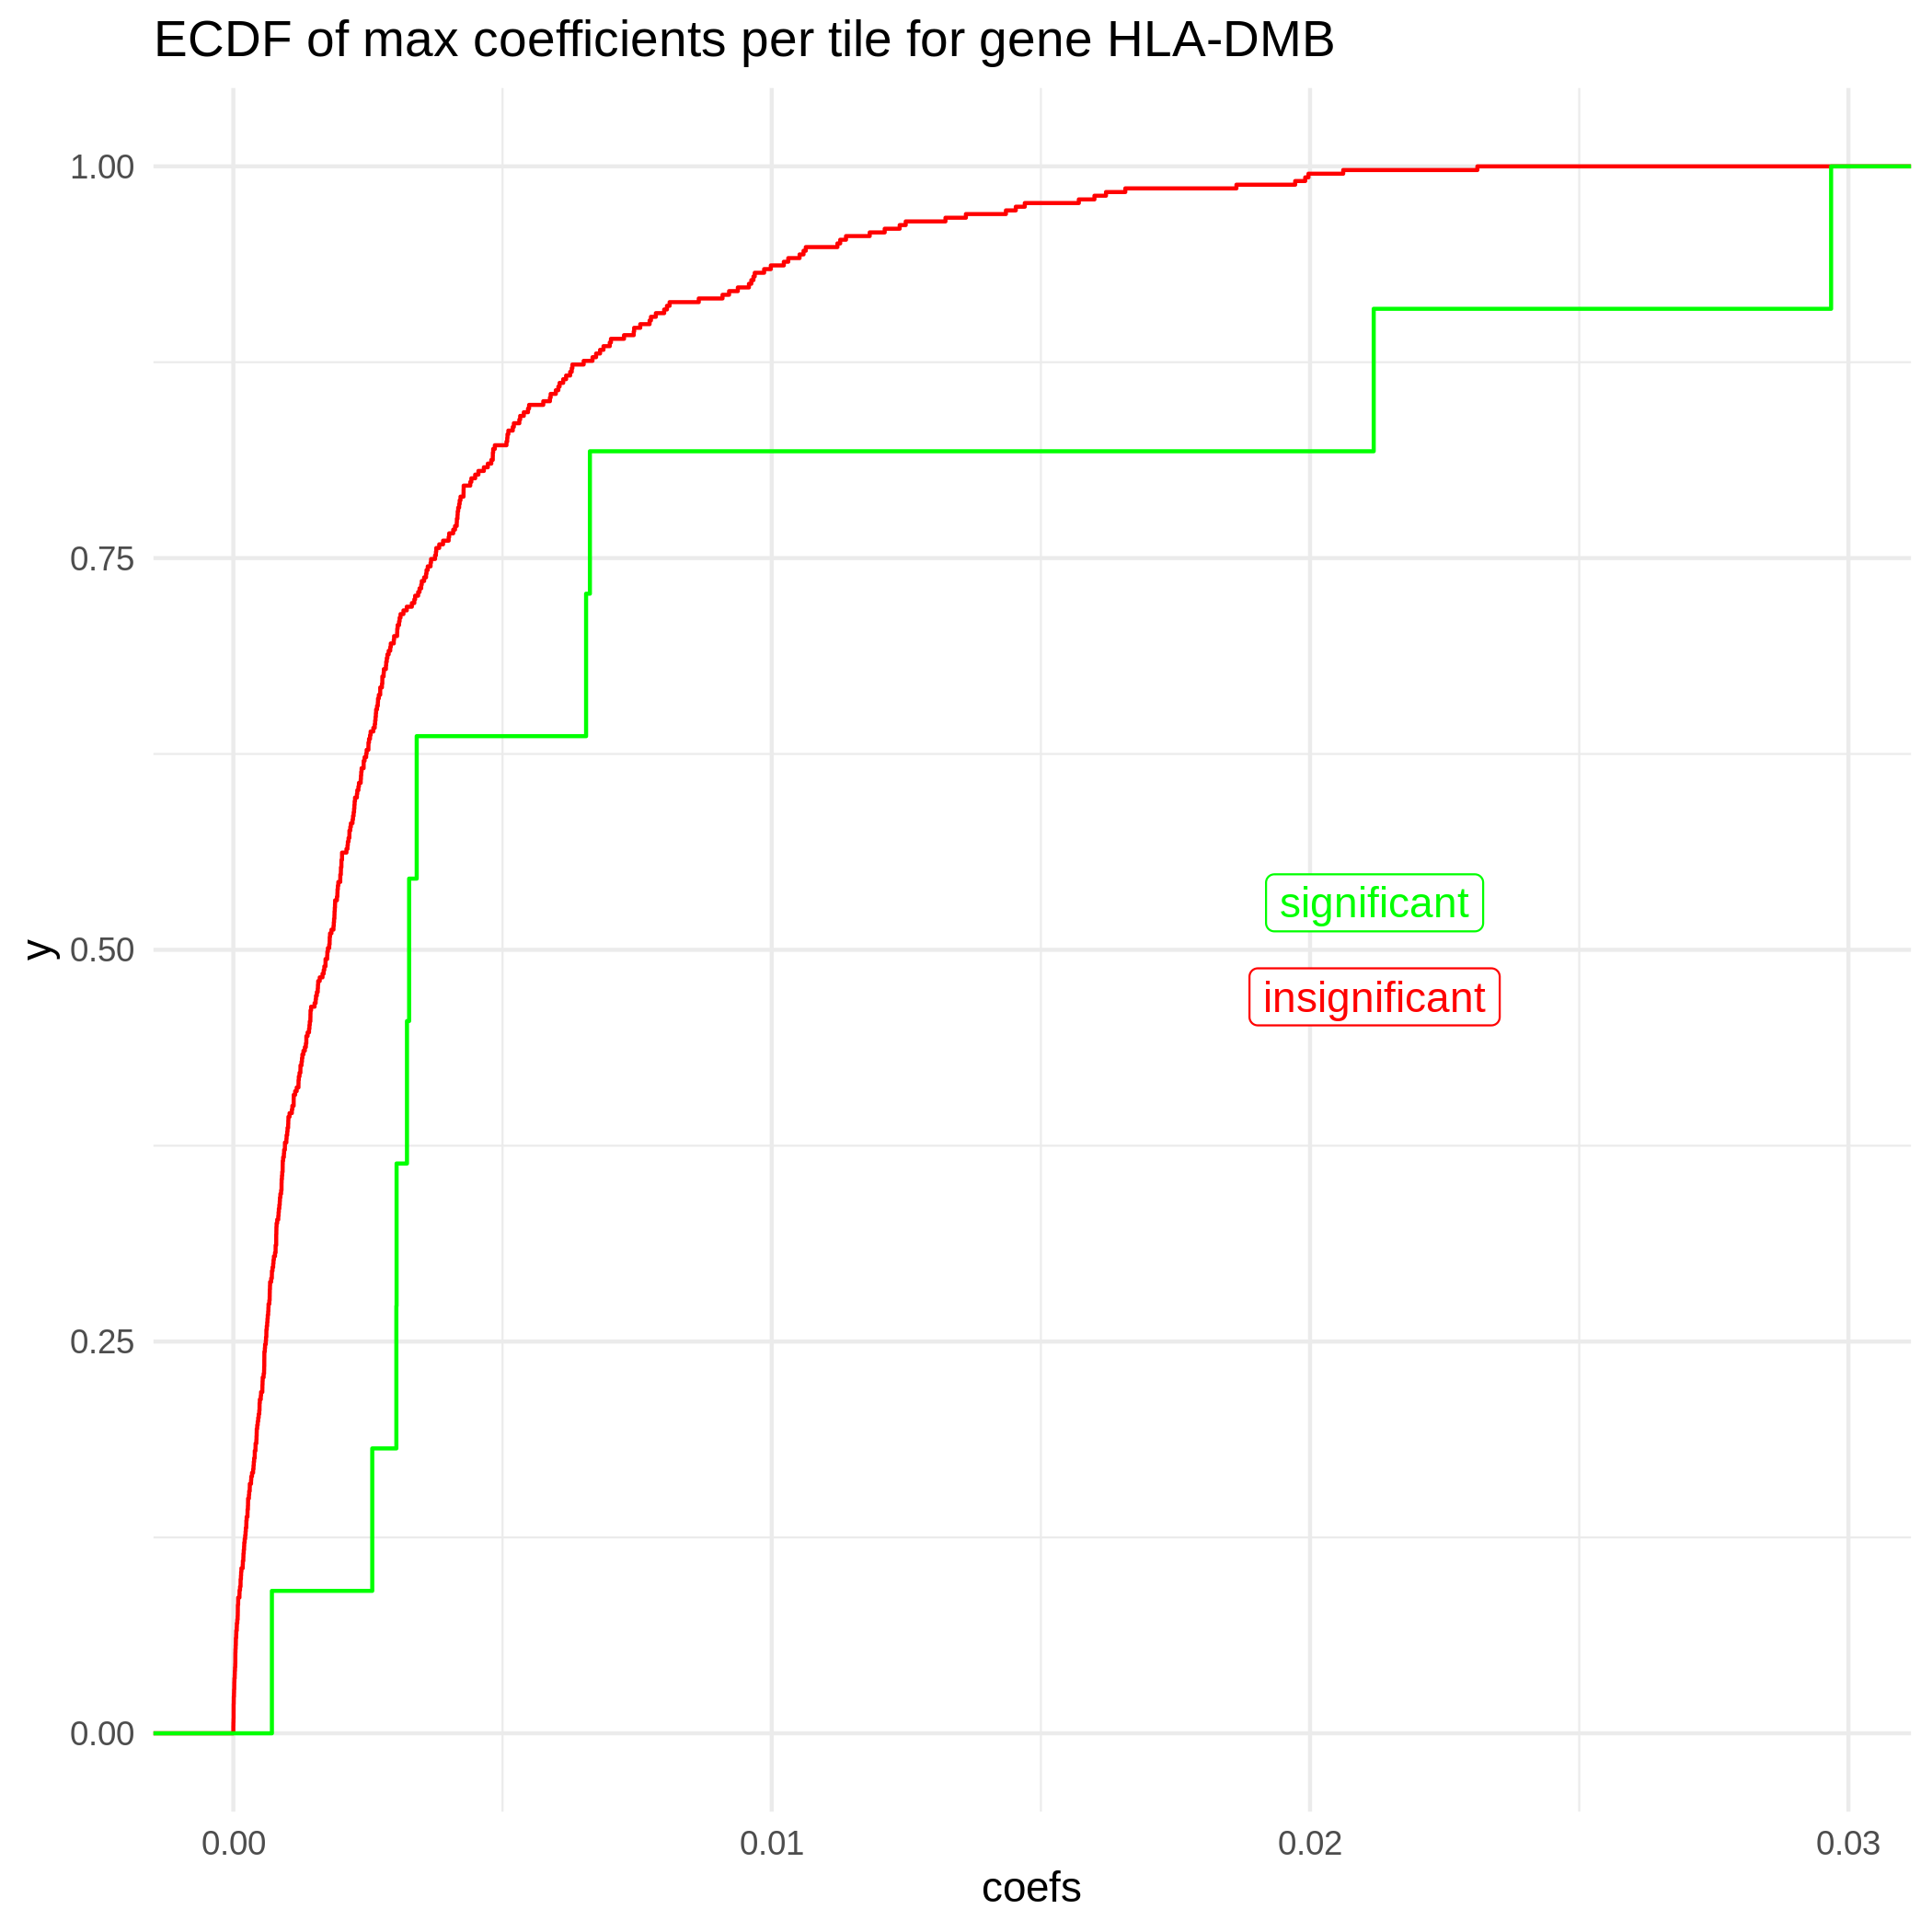 ECDF of max coefficients per tile for gene HLA-DMB
1.00
0.75
0.50
0.25
0.00
y
significant
insignificant
0.00
0.01
0.02
0.03
coefs